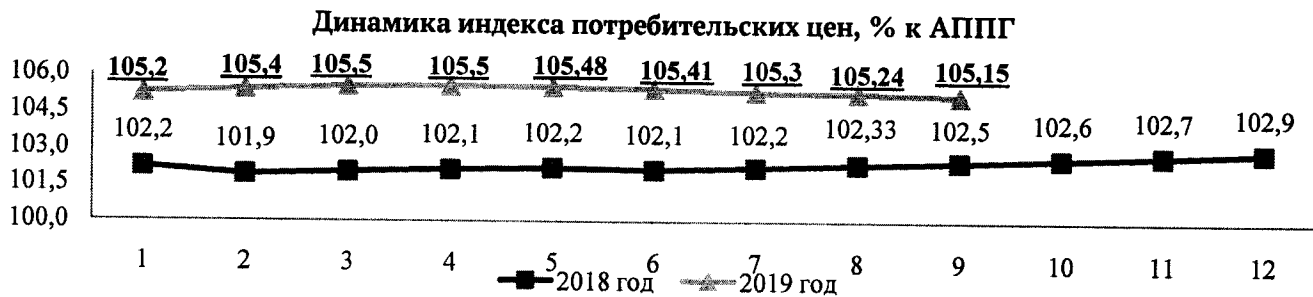 Динамика индекса потребительских цен, % к АППГ
106,0
104,5
103,0
101,5
100,0
105,2 105,4 105,5 105,5 105,48 105,41 105,3 105,24 105,15
102,2 101,9 102,0 102,1 102,2 102,1 102,2 102,33 102,5 102,6 102,7 102,9
1 2 3 4 5 6 7 8 9 10 11 12
2018 год 2019 год